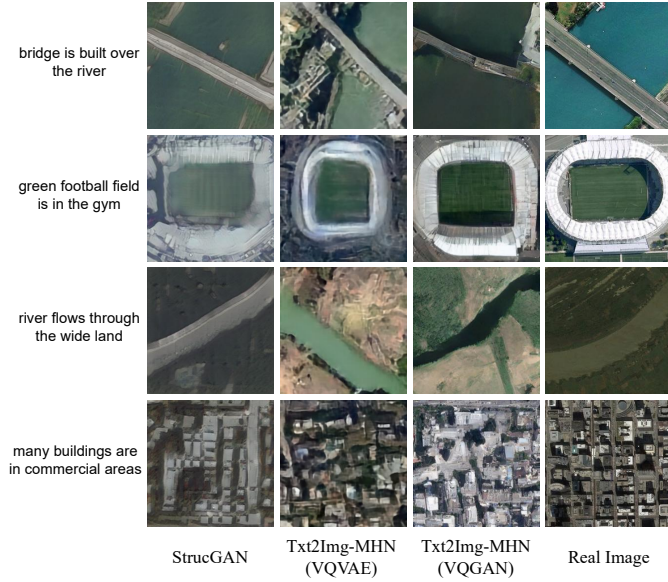 bridge is built over
the river
green football field
is in the gym
river flows through
the wide land
many buildings are
in commercial areas
StrucGAN
Txt2Img-MHN
(VQVAE)
Txt2Img-MHN
(VQGAN)
Real Image